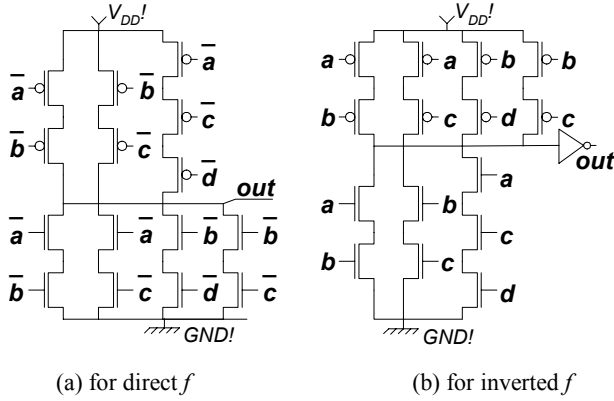 V_DD! V_DD!
a̅ a b b
a̅ b̅ a
b̅ c̅ c̅ b c d c
d̅ out out
a
a̅ a̅ b̅ b̅ a b c
b̅ c̅ d̅ c̅ b c d
GND! GND!
(a) for direct f (b) for inverted f